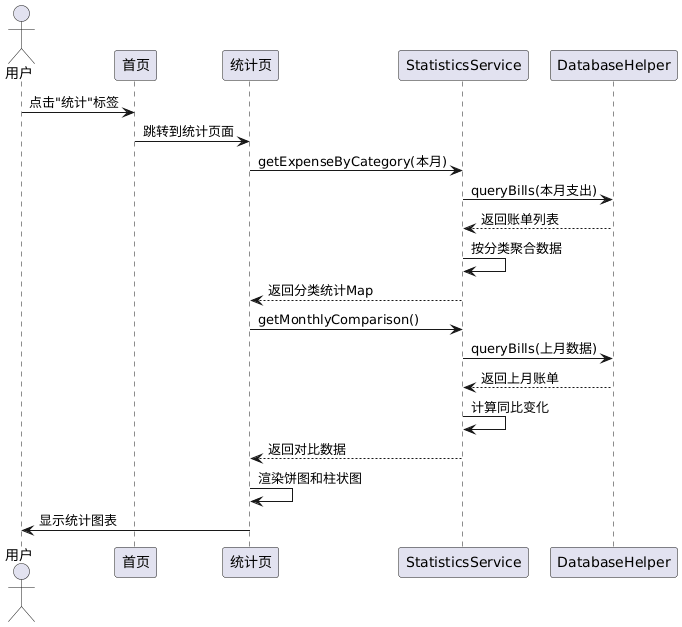 用户
首页
统计页
StatisticsService
DatabaseHelper
点击"统计"标签
跳转到统计页面
getExpenseByCategory(本月)
queryBills(本月支出)
返回账单列表
按分类聚合数据
返回分类统计Map
getMonthlyComparison()
queryBills(上月数据)
返回上月账单
计算同比变化
返回对比数据
渲染饼图和柱状图
显示统计图表
用户
首页
统计页
StatisticsService
DatabaseHelper